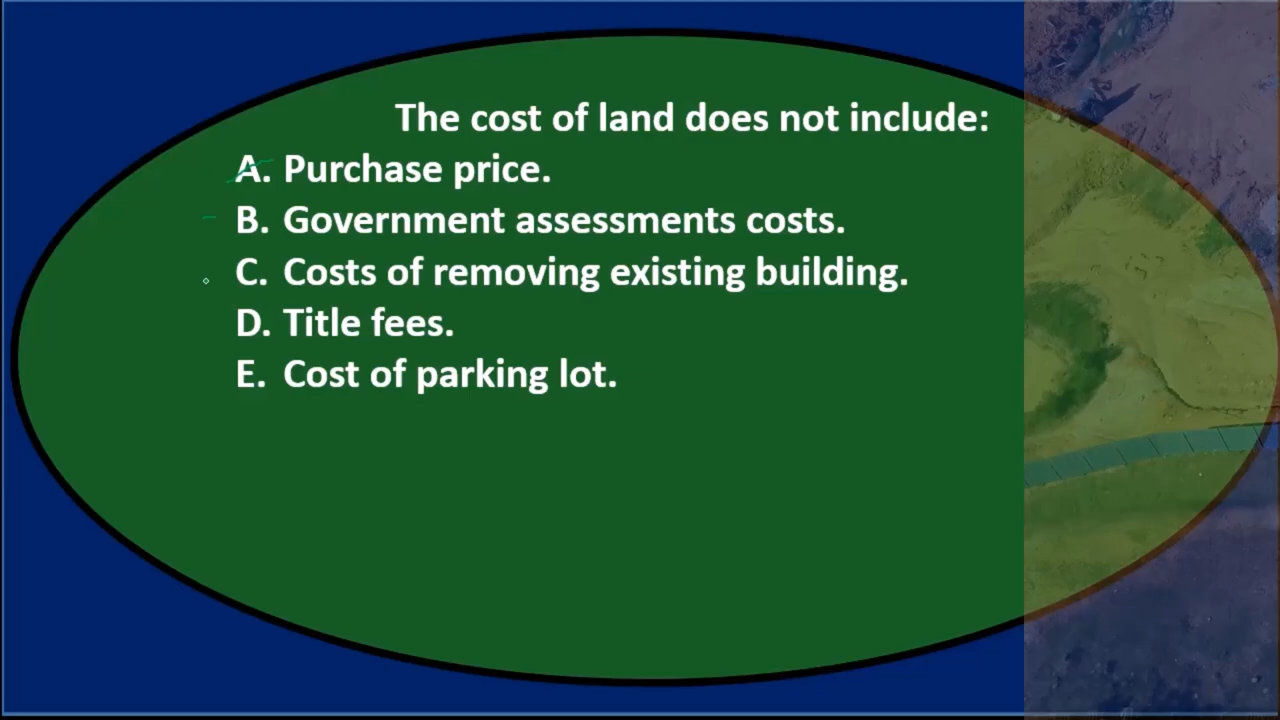 The cost of land does not include:
A. Purchase price.
B. Government assessments costs.
C. Costs of removing existing building.
D. Title fees.
E. Cost of parking lot.